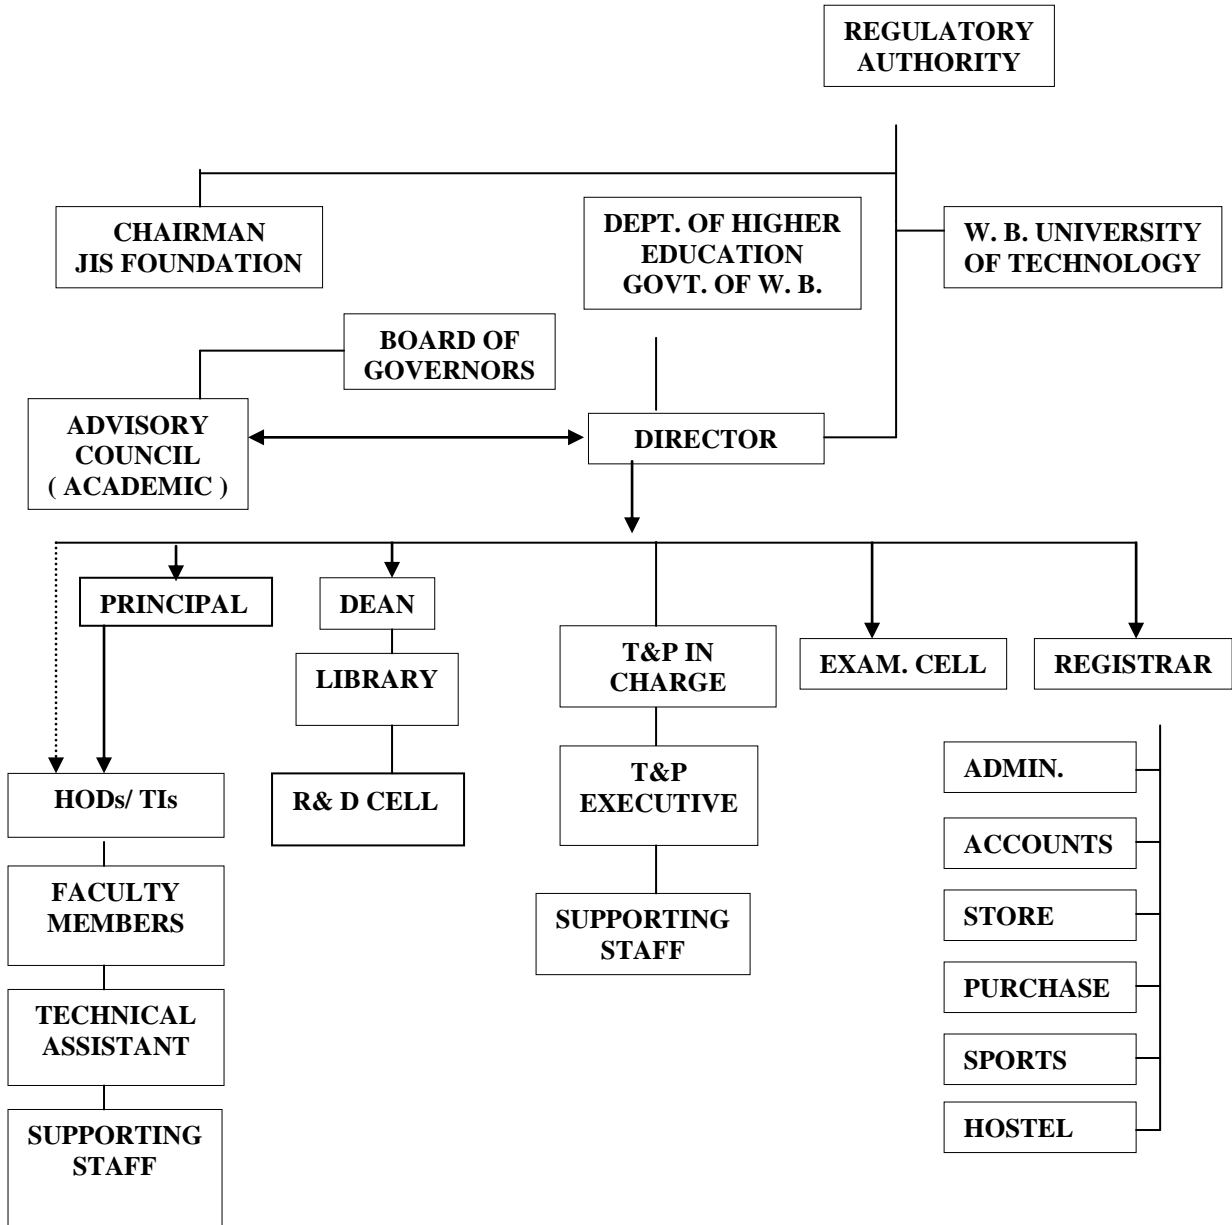 REGULATORY
AUTHORITY
CHAIRMAN
JIS FOUNDATION
DEPT. OF HIGHER
EDUCATION
GOVT. OF W. B.
W. B. UNIVERSITY
OF TECHNOLOGY
BOARD OF
GOVERNORS
ADVISORY
COUNCIL
( ACADEMIC )
DIRECTOR
PRINCIPAL
DEAN
LIBRARY
R& D CELL
T&P IN
CHARGE
T&P
EXECUTIVE
SUPPORTING
STAFF
EXAM. CELL
REGISTRAR
HODs/ TIs
FACULTY
MEMBERS
TECHNICAL
ASSISTANT
SUPPORTING
STAFF
ADMIN.
ACCOUNTS
STORE
PURCHASE
SPORTS
HOSTEL